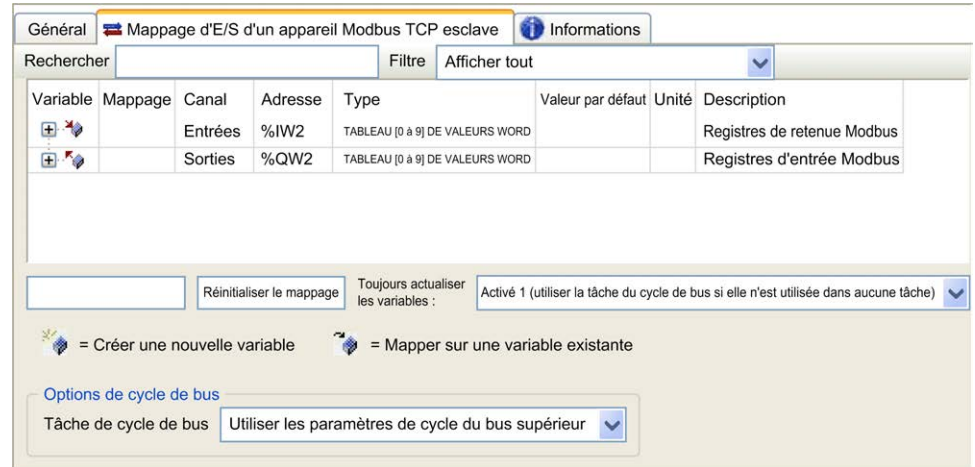 Général Mappage d'E/S d'un appareil Modbus TCP esclave Informations
Rechercher Filtre Afficher tout
Variable Mappage Canal Adresse Type Valeur par défaut Unité Description
Entrées %IW2 TABLEAU [0 à 9] DE VALEURS WORD Registres de retenue Modbus
Sorties %QW2 TABLEAU [0 à 9] DE VALEURS WORD Registres d'entrée Modbus
Réinitialiser le mappage Toujours actualiser les variables : Activé 1 (utiliser la tâche du cycle de bus si elle n'est utilisée dans aucune tâche)
= Créer une nouvelle variable = Mapper sur une variable existante
Options de cycle de bus
Tâche de cycle de bus Utiliser les paramètres de cycle du bus supérieur